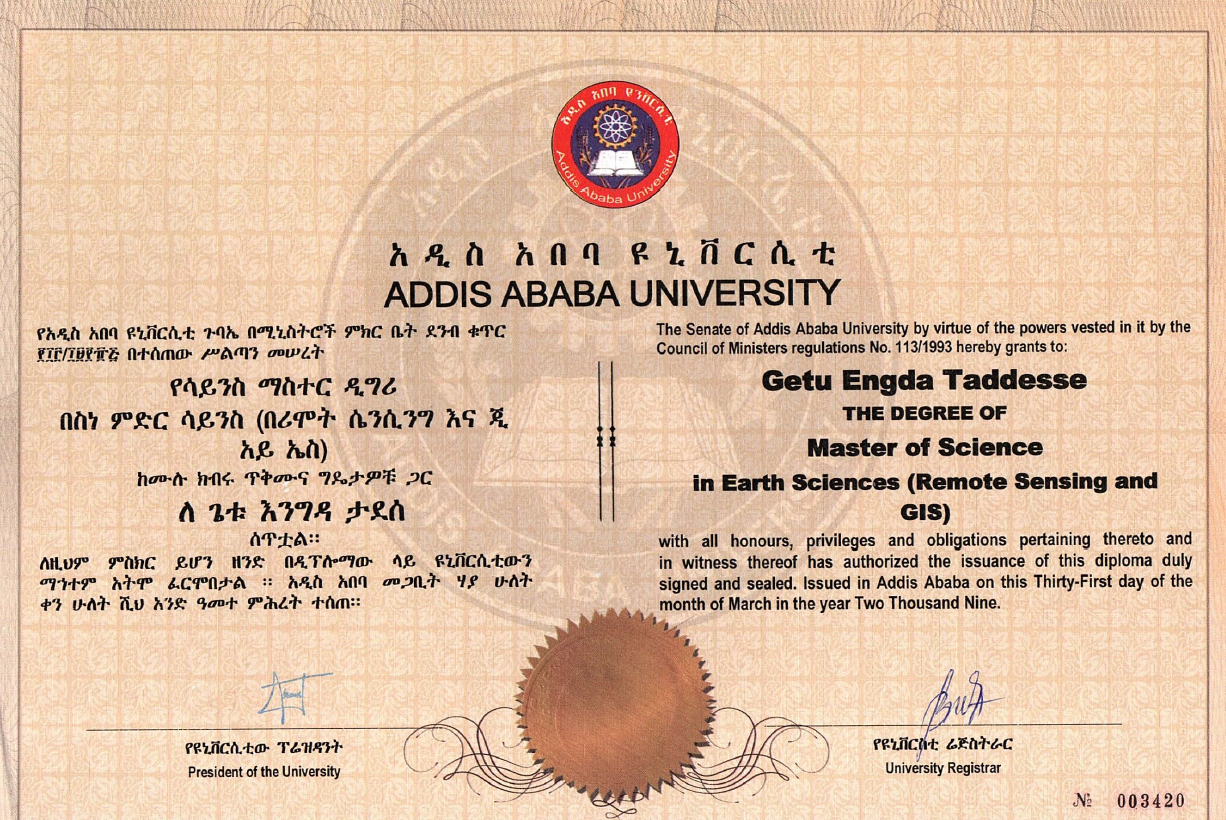 አዲስ አበባ ዩኒቨርሲቲ
Addis Ababa University
አዲስ አበባ ዩኒቨርሲቲ
ADDIS ABABA UNIVERSITY
የአዲስ አበባ ዩኒቨርሲቲ ጉባኤ በሚኒስትሮች ምክር ቤት ደንብ ቁጥር
በተሰጠው ሥልጣን መሠረት
የሳይንስ ማስተር ዲግሪ
በስነ ምድር ሳይንስ (በሪሞት ሴንሲንግ እና ጂ
አይ ኤስ)
ከሙሉ ክብሩ ጥቅሙና ግዴታዎቹ ጋር
ለ ጌቱ እንግዳ ታደሰ
ሰጥቷል።
ለዚህም ምስክር ይሆን ዘንድ በዲፕሎማው ላይ ዩኒቨርሲቲውን
ማኅተም አትሞ ፈርሞበታል ። አዲስ አበባ መጋቢት ሃያ ሁለት
ቀን ሁለት ሺህ አንድ ዓመተ ምሕረት ተሰጠ።
The Senate of Addis Ababa University by virtue of the powers vested in it by the
Council of Ministers regulations No. 113/1993 hereby grants to:
Getu Engda Taddesse
THE DEGREE OF
Master of Science
in Earth Sciences (Remote Sensing and
GIS)
with all honours, privileges and obligations pertaining thereto and
in witness thereof has authorized the issuance of this diploma duly
signed and sealed. Issued in Addis Ababa on this Thirty-First day of the
month of March in the year Two Thousand Nine.
የዩኒቨርሲቲው ፕሬዝዳንት
President of the University
የዩኒቨርስቲ ሬጅስትራር
University Registrar
№ 003420